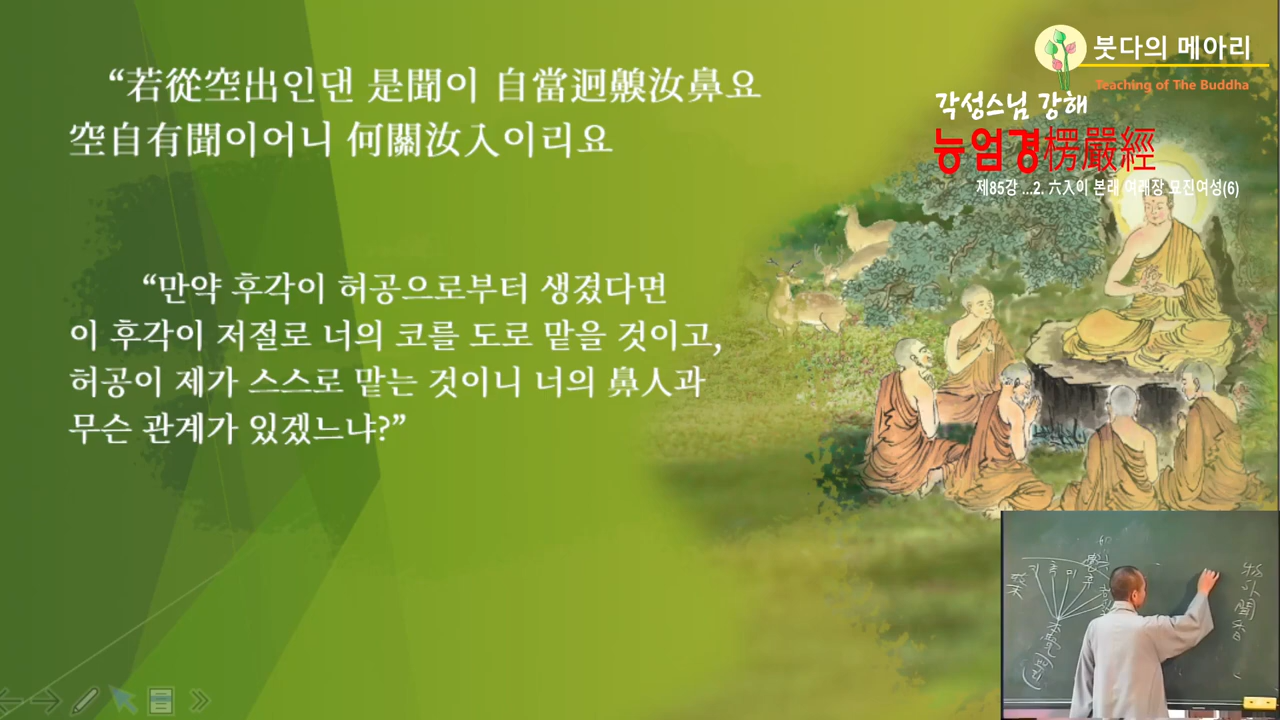 붓다의 메아리
Teaching of The Buddha
각성스님 강해
능엄경楞嚴經
제85강 ...2. 六入이 본래 여래장 묘진여성(6)
“若從空出인댄 是聞이 自當迴齅汝鼻요
空自有聞이어니 何關汝入이리요
“만약 후각이 허공으로부터 생겼다면
이 후각이 저절로 너의 코를 도로 맡을 것이고,
허공이 제가 스스로 맡는 것이니 너의 鼻人과
무슨 관계가 있겠느냐?”